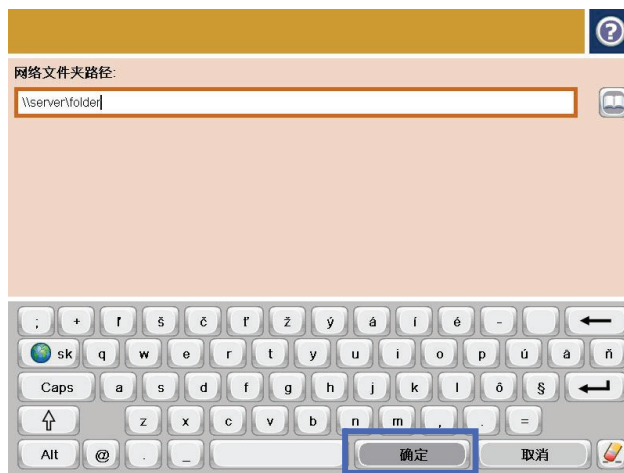 ?
网络文件夹路径:
\\server\folder
; + ľ š č ť ž ý á í é -
sk q w e r t y u i o p ú ä ň
Caps a s d f g h j k l ô §
z x c v b n m , . =
Alt @ . _ 确定 取消